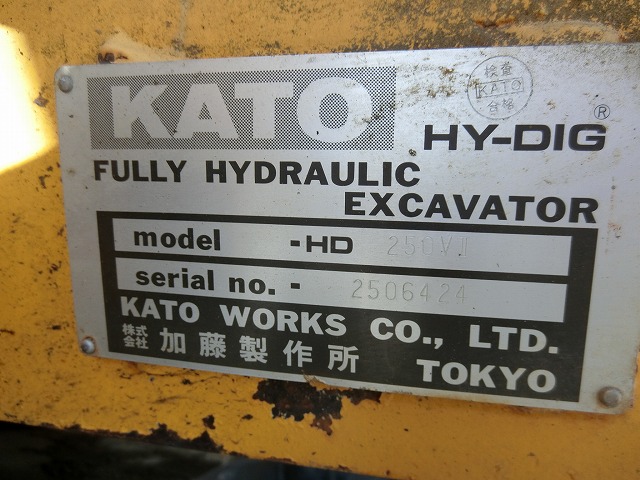 KATO
検査
KATO
合格
HY-DIG ®
FULLY HYDRAULIC
EXCAVATOR
model - HD 250VII
serial no. - 2506424
KATO WORKS CO., LTD.
株式会社 加藤製作所 TOKYO